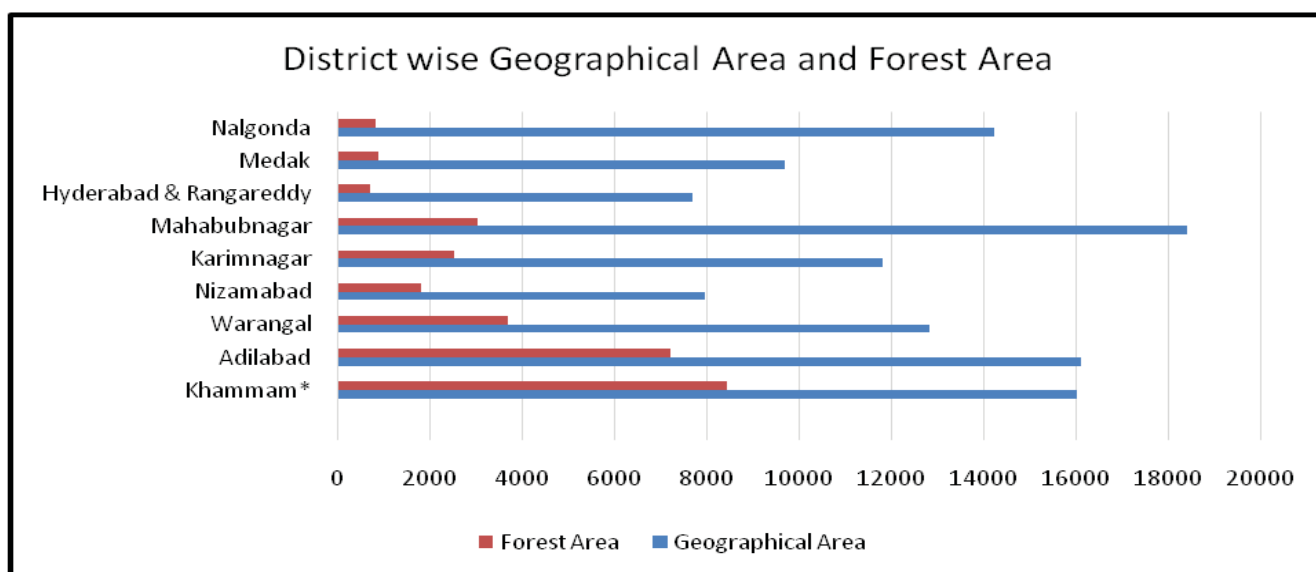 District wise Geographical Area and Forest Area
Nalgonda
Medak
Hyderabad & Rangareddy
Mahabubnagar
Karimnagar
Nizamabad
Warangal
Adilabad
Khammam*
0 2000 4000 6000 8000 10000 12000 14000 16000 18000 20000
Forest Area Geographical Area